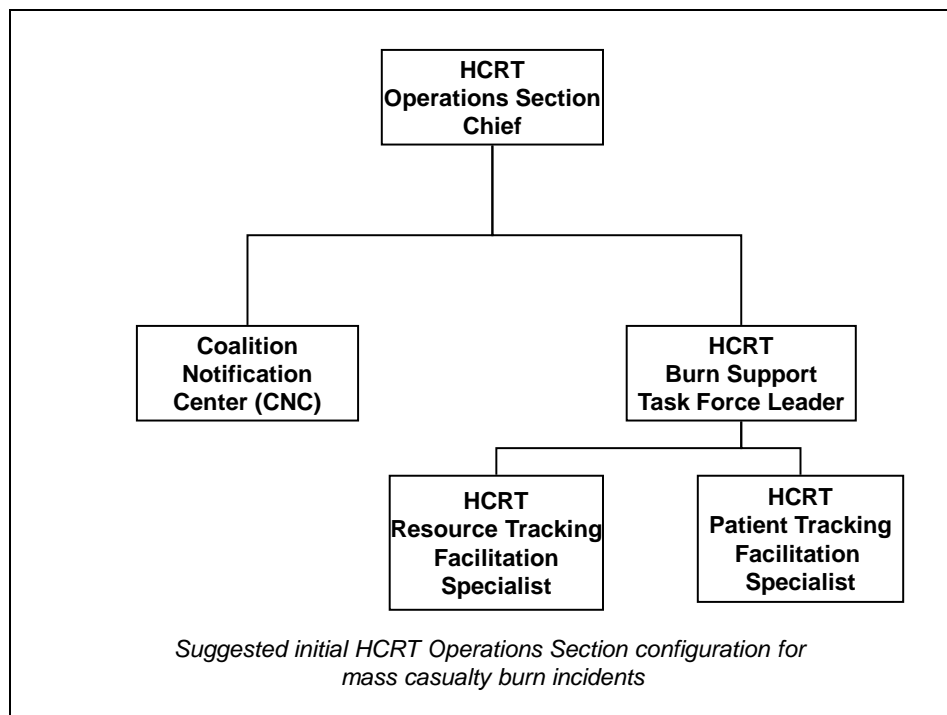 HCRT
Operations Section
Chief
Coalition
Notification
Center (CNC)
HCRT
Burn Support
Task Force Leader
HCRT
Resource Tracking
Facilitation
Specialist
HCRT
Patient Tracking
Facilitation
Specialist
Suggested initial HCRT Operations Section configuration for
mass casualty burn incidents